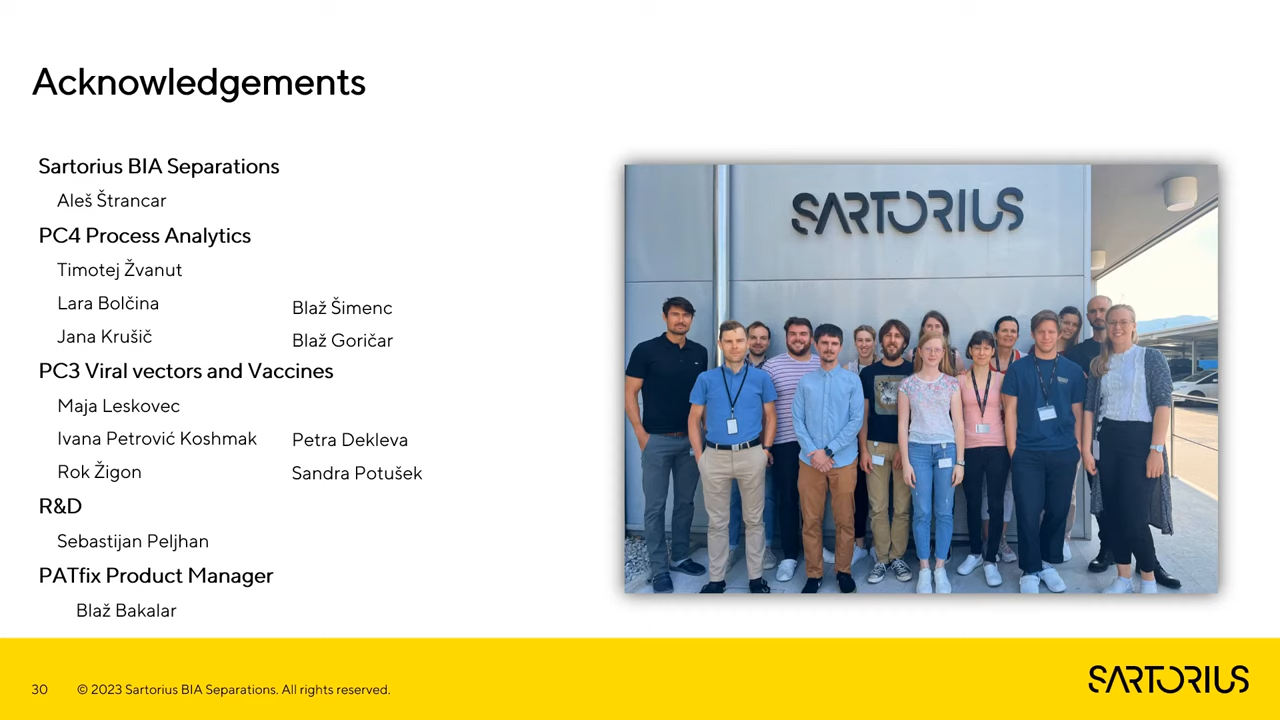 Acknowledgements
Sartorius BIA Separations
Aleš Štrancar
PC4 Process Analytics
Timotej Žvanut
Lara Bolčina
Blaž Šimenc
Jana Krušič
Blaž Goričar
PC3 Viral vectors and Vaccines
Maja Leskovec
Ivana Petrović Koshmak
Petra Dekleva
Rok Žigon
Sandra Potušek
R&D
Sebastijan Peljhan
PATfix Product Manager
Blaž Bakalar
SARTORIUS
30
© 2023 Sartorius BIA Separations. All rights reserved.
SARTORIUS